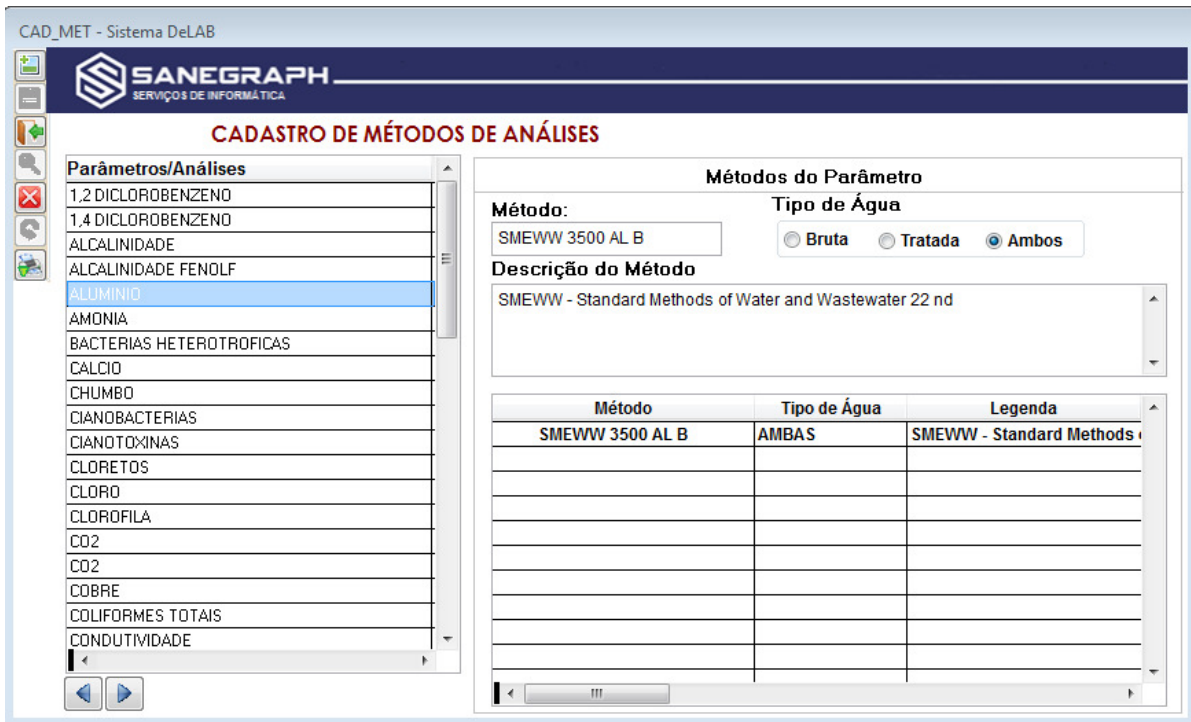 CAD_MET - Sistema DeLAB
SANEGRAPH
SERVIÇOS DE INFORMÁTICA
CADASTRO DE MÉTODOS DE ANÁLISES
Parâmetros/Análises
1,2 DICLOROBENZENO
1,4 DICLOROBENZENO
ALCALINIDADE
ALCALINIDADE FENOLF
ALUMINIO
AMONIA
BACTERIAS HETEROTROFICAS
CALCIO
CHUMBO
CIANOBACTERIAS
CIANOTOXINAS
CLORETOS
CLORO
CLOROFILA
CO2
CO2
COBRE
COLIFORMES TOTAIS
CONDUTIVIDADE
Métodos do Parâmetro
Método:
Tipo de Água
SMEWW 3500 AL B
Bruta Tratada Ambos
Descrição do Método
SMEWW - Standard Methods of Water and Wastewater 22 nd
Método Tipo de Água Legenda
SMEWW 3500 AL B AMBAS SMEWW - Standard Methods